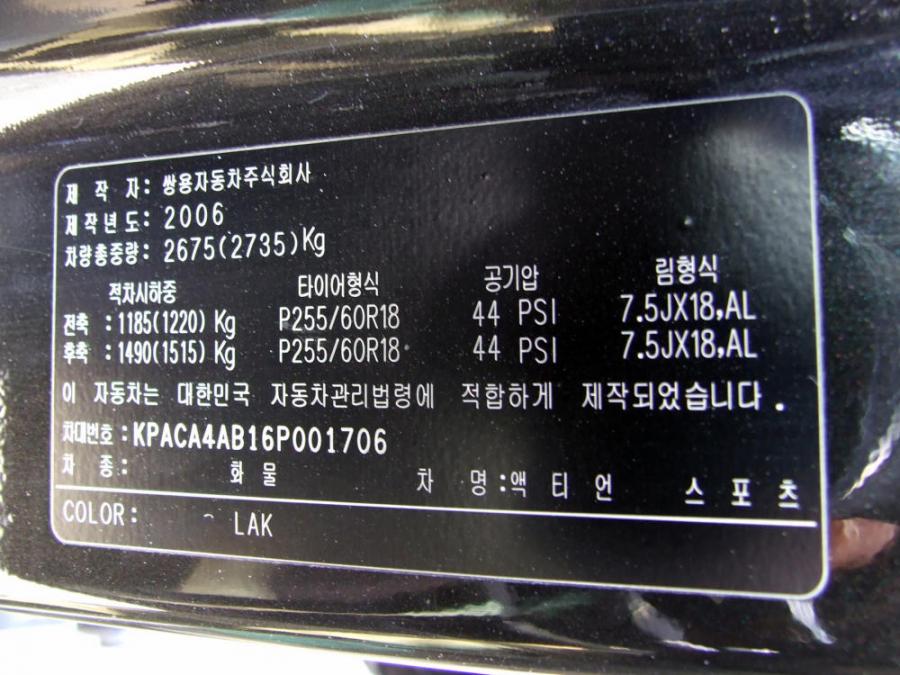 제 작 자: 쌍용자동차주식회사
제작년도: 2006
차량총중량: 2675(2735)Kg
적차시하중 타이어형식 공기압 림형식
전축 :1185(1220) Kg P255/60R18 44 PSI 7.5JX18,AL
후축 :1490(1515) Kg P255/60R18 44 PSI 7.5JX18,AL
이 자동차는 대한민국 자동차관리법령에 적합하게 제작되었습니다.
차대번호:KPACA4AB16P001706
차 종: 화 물 차 명:액 티 언 스 포 츠
COLOR: LAK